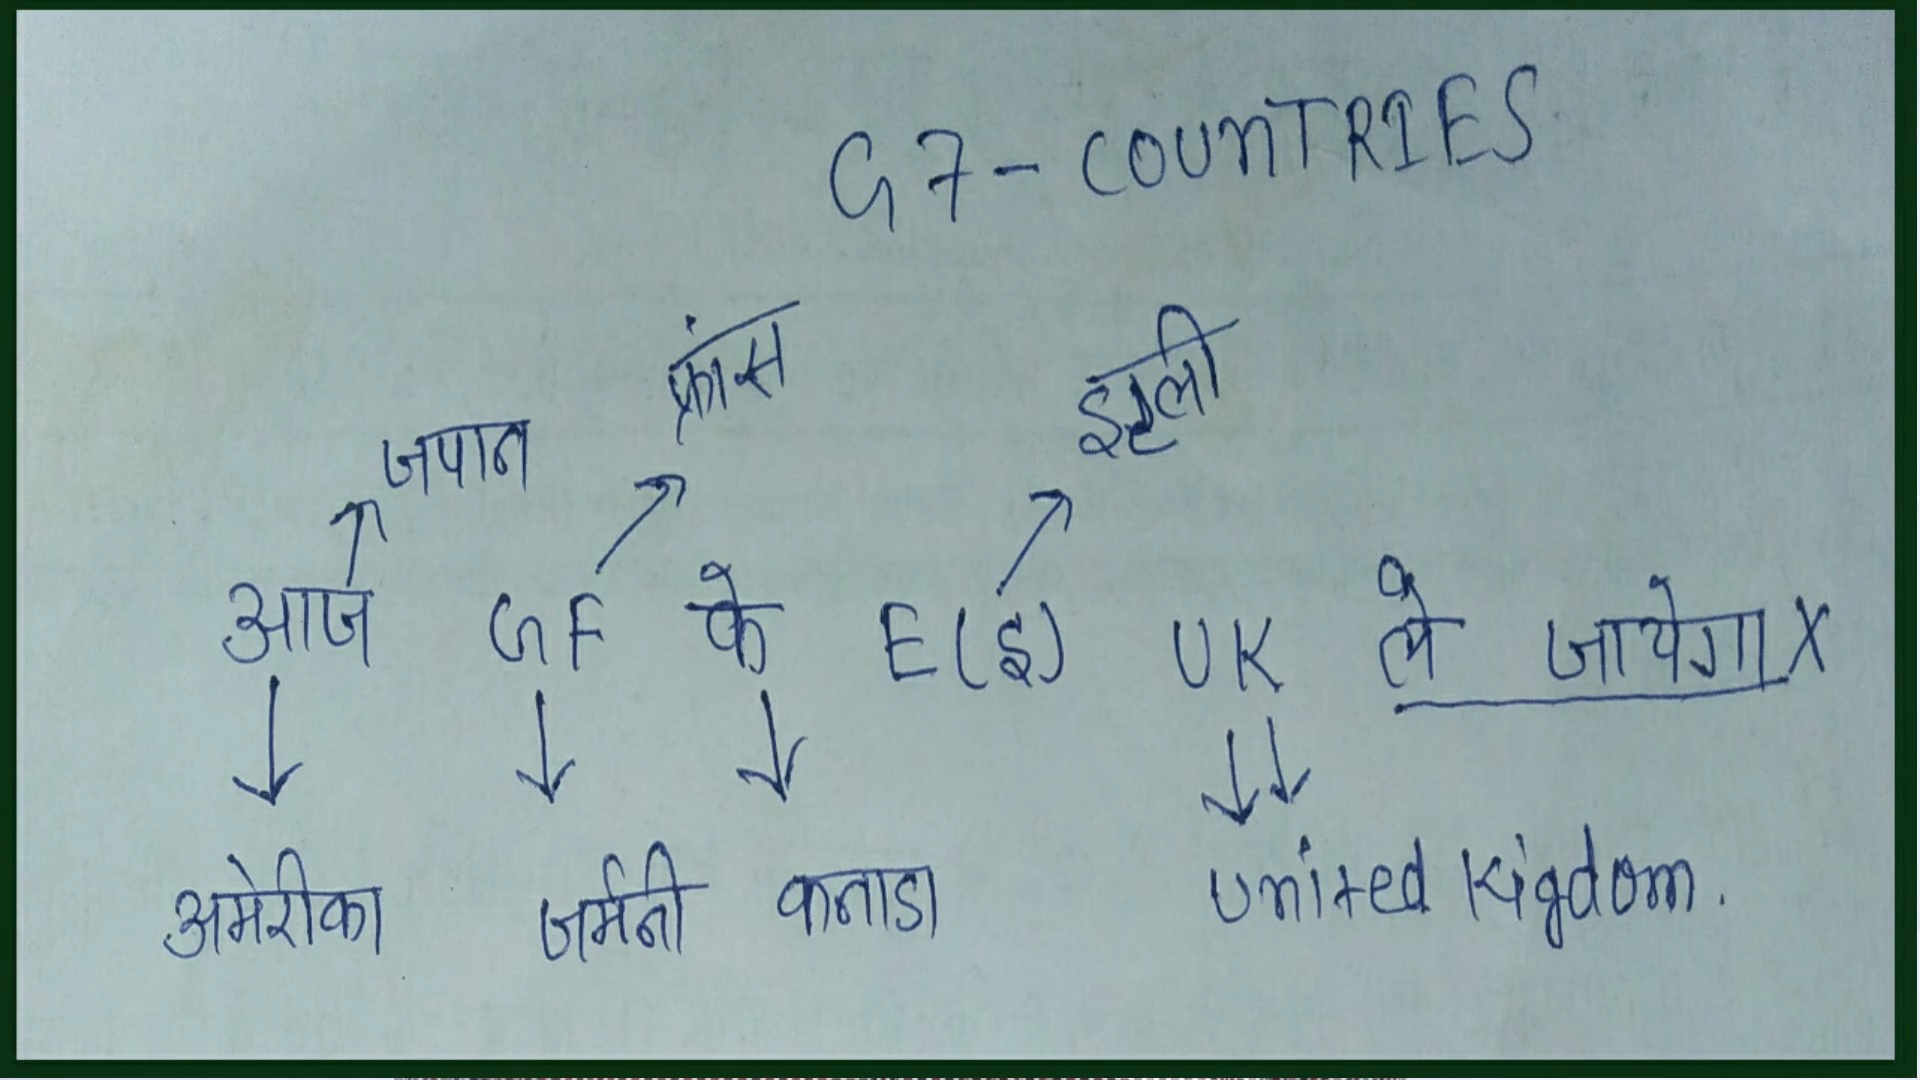 G7 - COUNTRIES
फ्रांस इटली
जपान
आज GF के E(इ) UK ले जायेगा X
अमेरीका जर्मनी कनाडा United Kigdom.